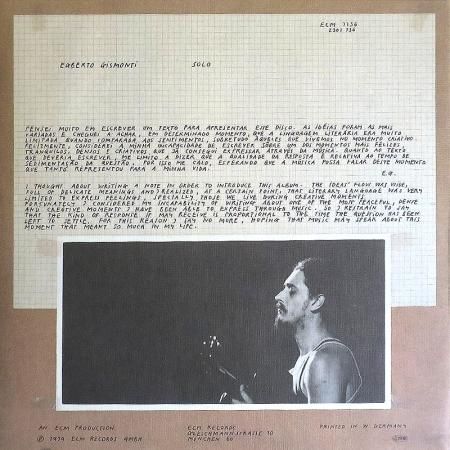 ECM 1136
2301 136
EGBERTO GISMONTI SOLO
PENSEI MUITO EM ESCREVER UM TEXTO PARA APRESENTAR ESTE DISCO. AS IDÉIAS FORAM AS MAIS
VARIADAS E CHEGUEI A ACHAR, EM DETERMINADO MOMENTO, QUE A LINGUAGEM LITERÁRIA ERA MUITO
LIMITADA QUANDO COMPARADA AOS SENTIMENTOS, SOBRETUDO ÀQUELES QUE VIVEMOS NO MOMENTO CRIATIVO.
FELIZMENTE, CONSIDEREI A MINHA INCAPACIDADE DE ESCREVER SOBRE UM DOS MOMENTOS MAIS FELIZES,
TRANQUILOS, DENSOS E CRIATIVOS QUE JÁ CONSEGUI EXPRESSAR ATRAVÉS DA MÚSICA. QUANTO AO TEXTO
QUE DEVERIA ESCREVER, ME LIMITO A DIZER QUE A QUALIDADE DA RESPOSTA É RELATIVA AO TEMPO DE
SEDIMENTAÇÃO DA QUESTÃO. POR ISSO ME CALO, ESPERANDO QUE A MÚSICA POSSA FALAR DESTE MOMENTO
QUE TANTO REPRESENTOU PARA A MINHA VIDA.
E.G.
I THOUGHT ABOUT WRITING A NOTE IN ORDER TO INTRODUCE THIS ALBUM. THE IDEAS' FLOW WAS WIDE,
FULL OF DELICATE MEANINGS AND I REALIZED, AT A CERTAIN POINT, THAT LITERARY LANGUAGE WAS VERY
LIMITED TO EXPRESS FEELINGS, SPECIALLY THOSE WE LIVE DURING CREATIVE MOMENTS.
FORTUNATELY I CONSIDERED MY INCAPABILITY OF WRITING ABOUT ONE OF THE MOST PEACEFUL, DENSE
AND CREATIVE MOMENTS I HAVE BEEN ABLE TO EXPRESS THROUGH MUSIC. SO I RESTRAIN TO SAY
THAT THE KIND OF RESPONSE IT MAY RECEIVE IS PROPORTIONAL TO THE TIME THE QUESTION HAS BEEN
LEFT TO SETTLE. FOR THIS REASON I SAY NO MORE, HOPING THAT MUSIC MAY SPEAK ABOUT THIS
MOMENT THAT MEANT SO MUCH IN MY LIFE.
AN ECM PRODUCTION ECM RECORDS PRINTED IN W. GERMANY
GLEICHMANNSTRASSE 10
℗ 1979 ECM RECORDS GMBH MÜNCHEN 60